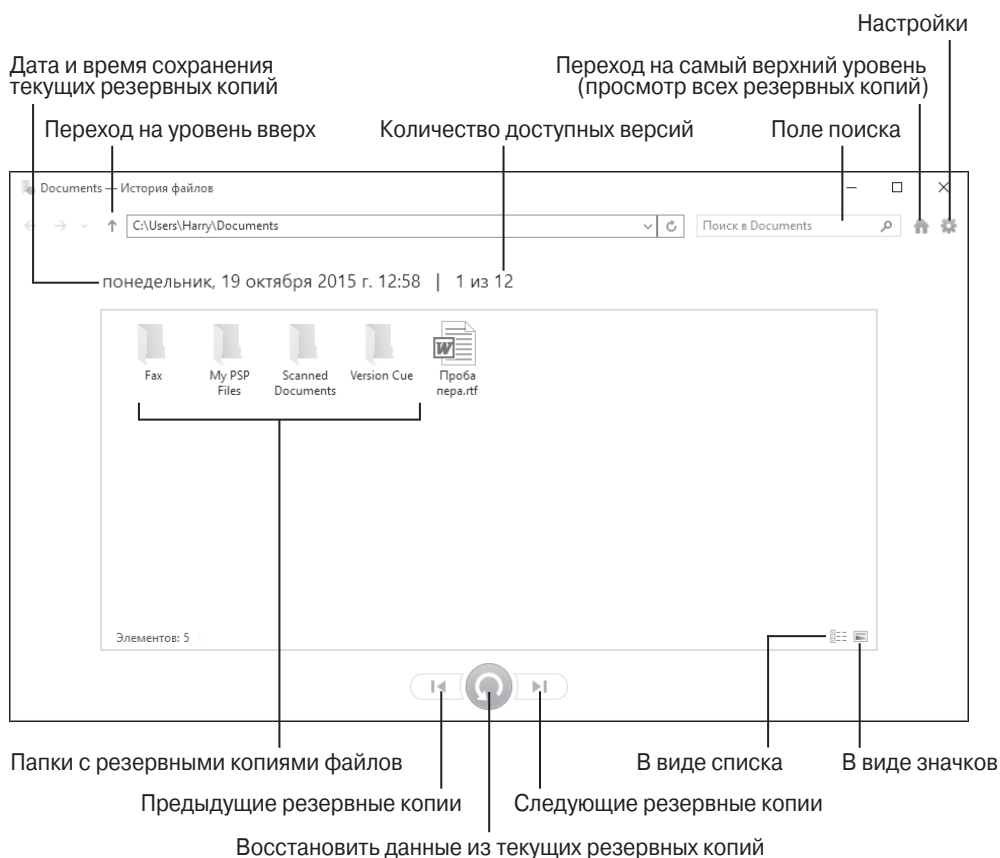 Настройки
Дата и время сохранения
текущих резервных копий
Переход на самый верхний уровень
(просмотр всех резервных копий)
Переход на уровень вверх
Количество доступных версий
Поле поиска
Documents — История файлов
C:\Users\Harry\Documents
Поиск в Documents
понедельник, 19 октября 2015 г. 12:58 | 1 из 12
Fax
My PSP
Files
Scanned
Documents
Version Cue
Проба
пера.rtf
Элементов: 5
Папки с резервными копиями файлов
В виде списка
В виде значков
Предыдущие резервные копии
Следующие резервные копии
Восстановить данные из текущих резервных копий